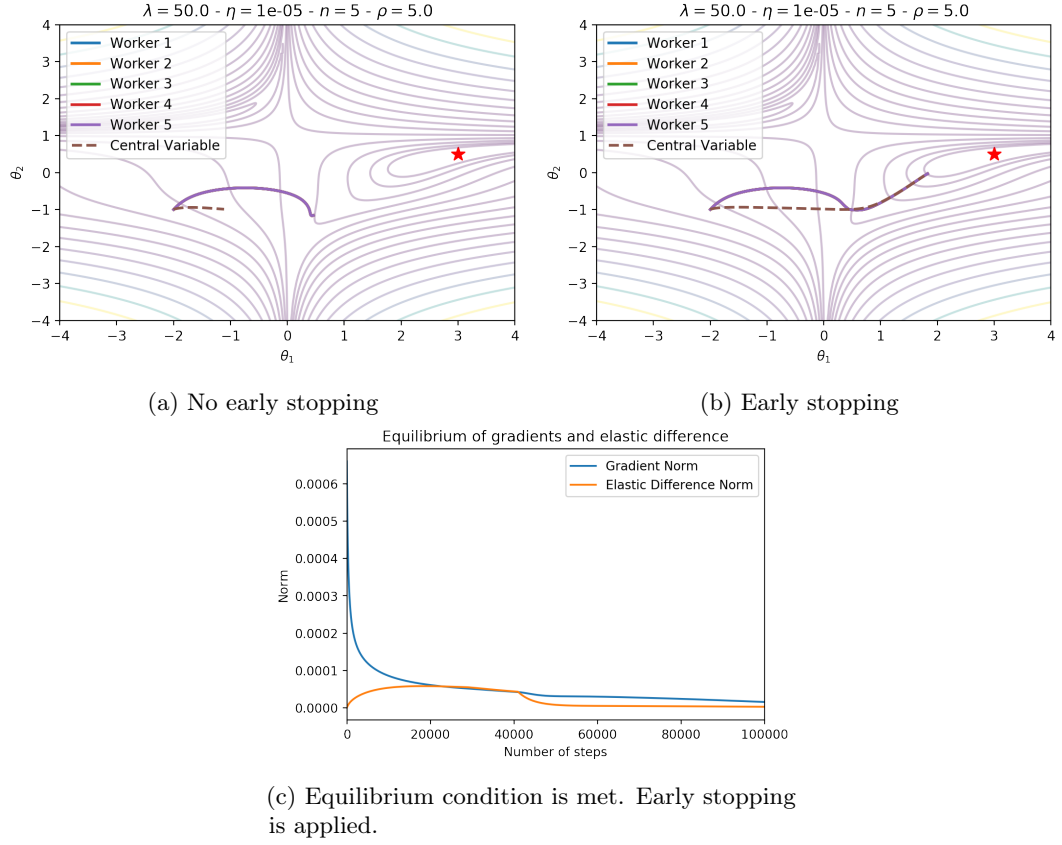 λ = 50.0 - η = 1e-05 - n = 5 - ρ = 5.0
4
3
2
1
0
−1
−2
−3
−4
θ₂
Worker 1
Worker 2
Worker 3
Worker 4
Worker 5
Central Variable
−4 −3 −2 −1 0 1 2 3 4
θ₁
(a) No early stopping
λ = 50.0 - η = 1e-05 - n = 5 - ρ = 5.0
4
3
2
1
0
−1
−2
−3
−4
θ₂
Worker 1
Worker 2
Worker 3
Worker 4
Worker 5
Central Variable
−4 −3 −2 −1 0 1 2 3 4
θ₁
(b) Early stopping
Equilibrium of gradients and elastic difference
0.0006
0.0005
0.0004
0.0003
0.0002
0.0001
0.0000
Norm
Gradient Norm
Elastic Difference Norm
0 20000 40000 60000 80000 100000
Number of steps
(c) Equilibrium condition is met. Early stopping
is applied.